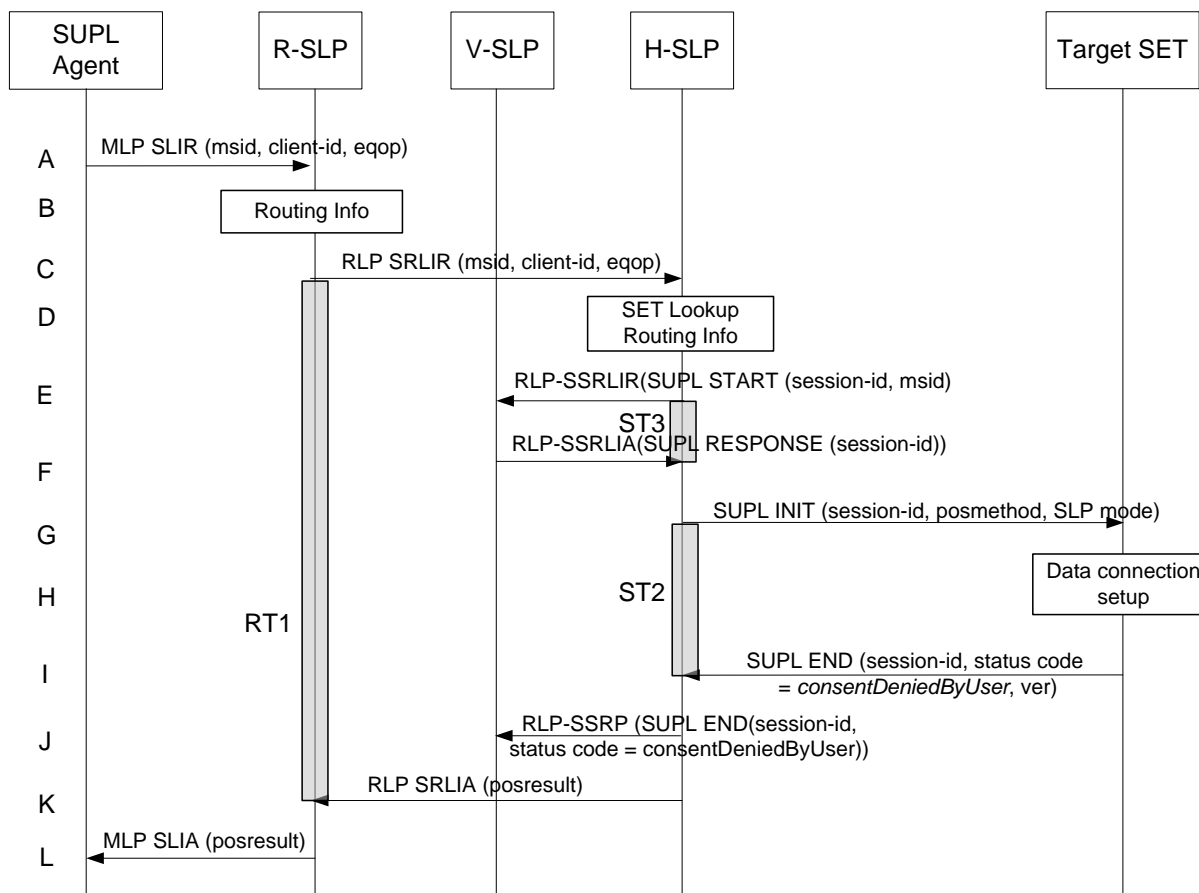 SUPL
Agent
R-SLP
V-SLP
H-SLP
Target SET
A
MLP SLIR (msid, client-id, eqop)
B
Routing Info
C
RLP SRLIR (msid, client-id, eqop)
D
SET Lookup
Routing Info
E
RLP-SSRLIR(SUPL START (session-id, msid)
ST3
RLP-SSRLIA(SUPL RESPONSE (session-id))
F
SUPL INIT (session-id, posmethod, SLP mode)
G
Data connection
setup
H
ST2
RT1
I
SUPL END (session-id, status code
= consentDeniedByUser, ver)
J
RLP-SSRP (SUPL END(session-id,
status code = consentDeniedByUser))
RLP SRLIA (posresult)
K
MLP SLIA (posresult)
L